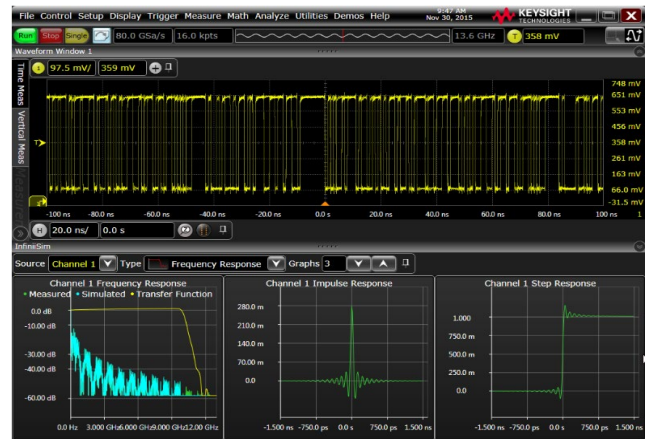 File Control Setup Display Trigger Measure Math Analyze Utilities Demos Help
9:47 AM
Nov 30, 2015
KEYSIGHT
TECHNOLOGIES
Run Stop Single 80.0 GSa/s 16.0 kpts 13.6 GHz T 358 mV
Waveform Window 1
Time Meas
Vertical Meas
97.5 mV/ 359 mV
748 mV
651 mV
553 mV
456 mV
358 mV
261 mV
163 mV
66.0 mV
-31.5 mV
T
-100 ns -80.0 ns -60.0 ns -40.0 ns -20.0 ns 0.0 s 20.0 ns 40.0 ns 60.0 ns 80.0 ns 100 ns 1
H 20.0 ns/ 0.0 s
InfiniiSim
Source Channel 1 Type Frequency Response Graphs 3
Channel 1 Frequency Response
Measured Simulated Transfer Function
0.0 dB
-10.00 dB
-30.00 dB
-40.00 dB
-60.00 dB
0.0 Hz 3.000 GHz 6.000 GHz 9.000 GHz 12.00 GHz
Channel 1 Impulse Response
280.0 m
210.0 m
140.0 m
70.00 m
0.0
-1.500 ns -750.0 ps 0.0 s 750.0 ps 1.500 ns
Channel 1 Step Response
1.000
750.0 m
500.0 m
250.0 m
0.0
-1.500 ns -750.0 ps 0.0 s 750.0 ps 1.500 ns